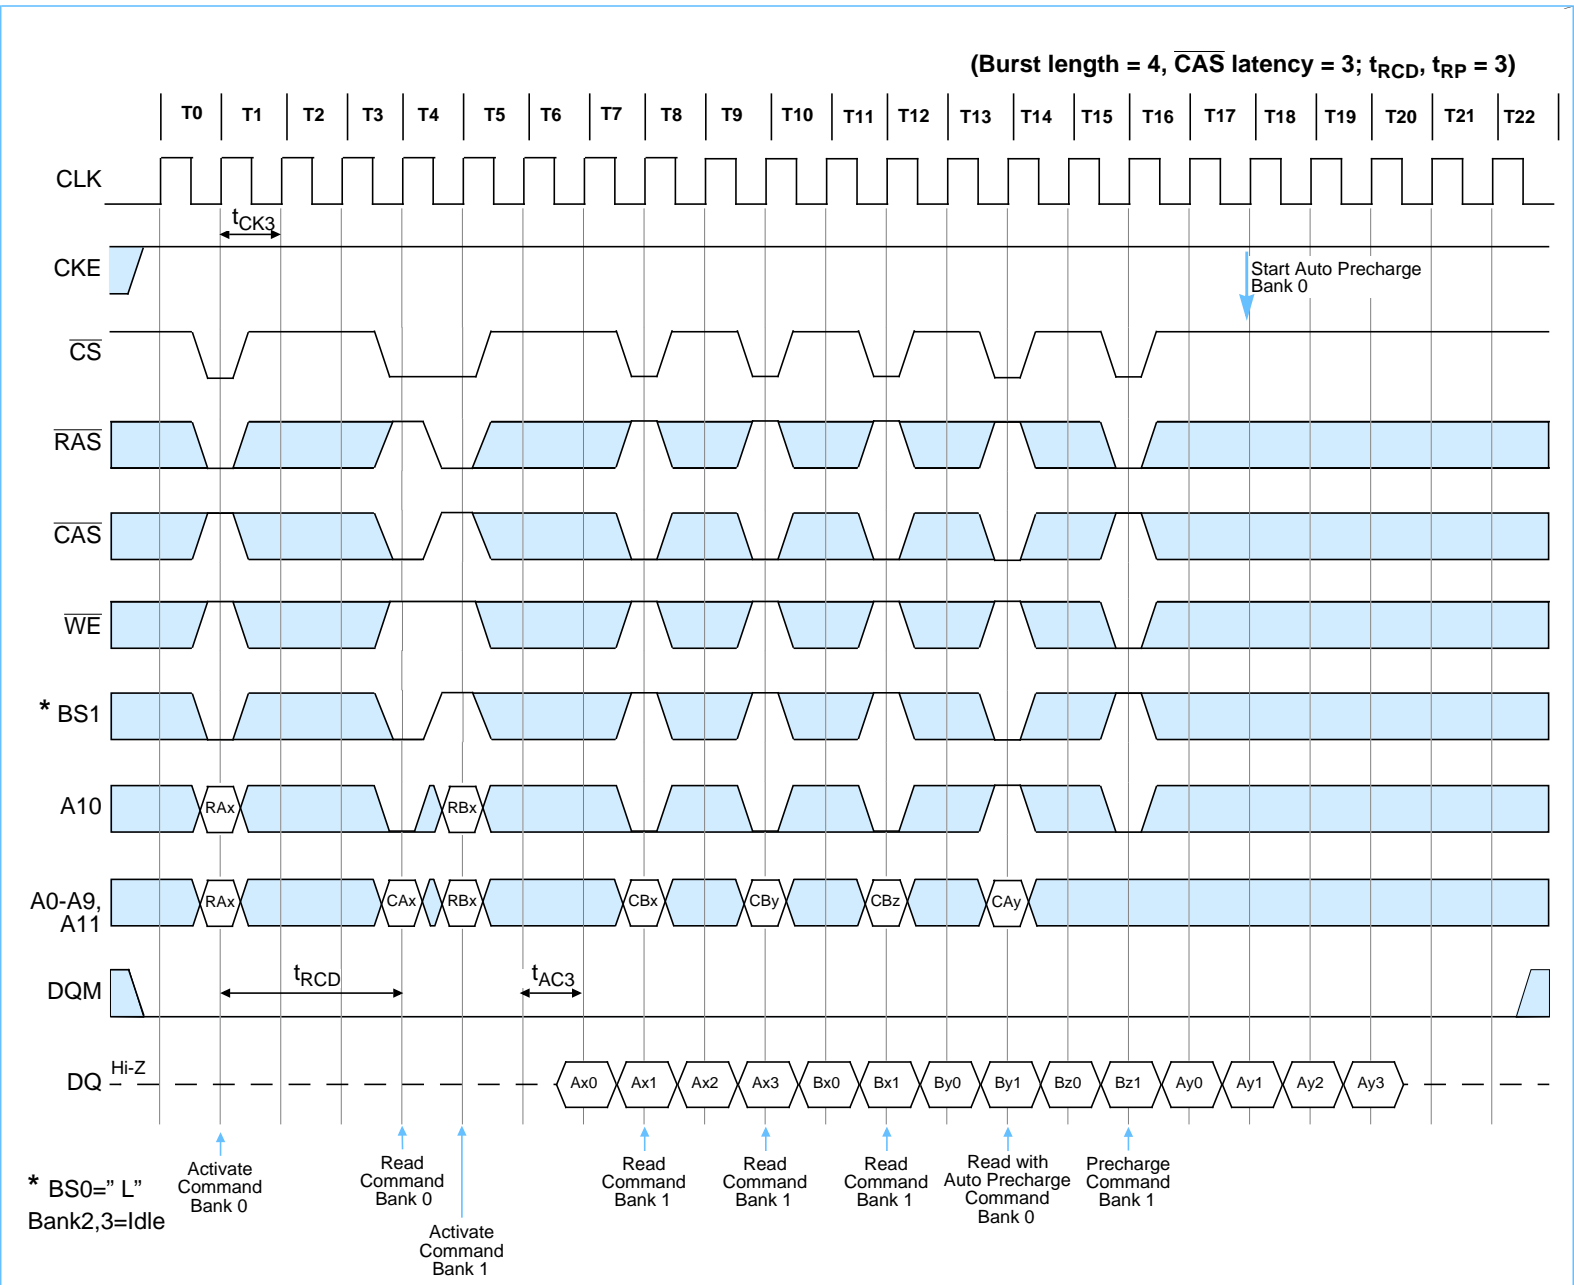 (Burst length = 4, CAS latency = 3; tRCD, tRP = 3)
T0 T1 T2 T3 T4 T5 T6 T7 T8 T9 T10 T11 T12 T13 T14 T15 T16 T17 T18 T19 T20 T21 T22
CLK
tCK3
CKE
Start Auto Precharge
Bank 0
CS
RAS
CAS
WE
* BS1
A10
RAx RBx
A0-A9,
A11
RAx CAx RBx CBx CBy CBz CAy
DQM
tRCD tAC3
DQ
Hi-Z
Ax0 Ax1 Ax2 Ax3 Bx0 Bx1 By0 By1 Bz0 Bz1 Ay0 Ay1 Ay2 Ay3
Activate
Command
Bank 0
Read
Command
Bank 0
Activate
Command
Bank 1
Read
Command
Bank 1
Read
Command
Bank 1
Read
Command
Bank 1
Read with
Auto Precharge
Command
Bank 0
Precharge
Command
Bank 1
* BS0=” L”
Bank2,3=Idle